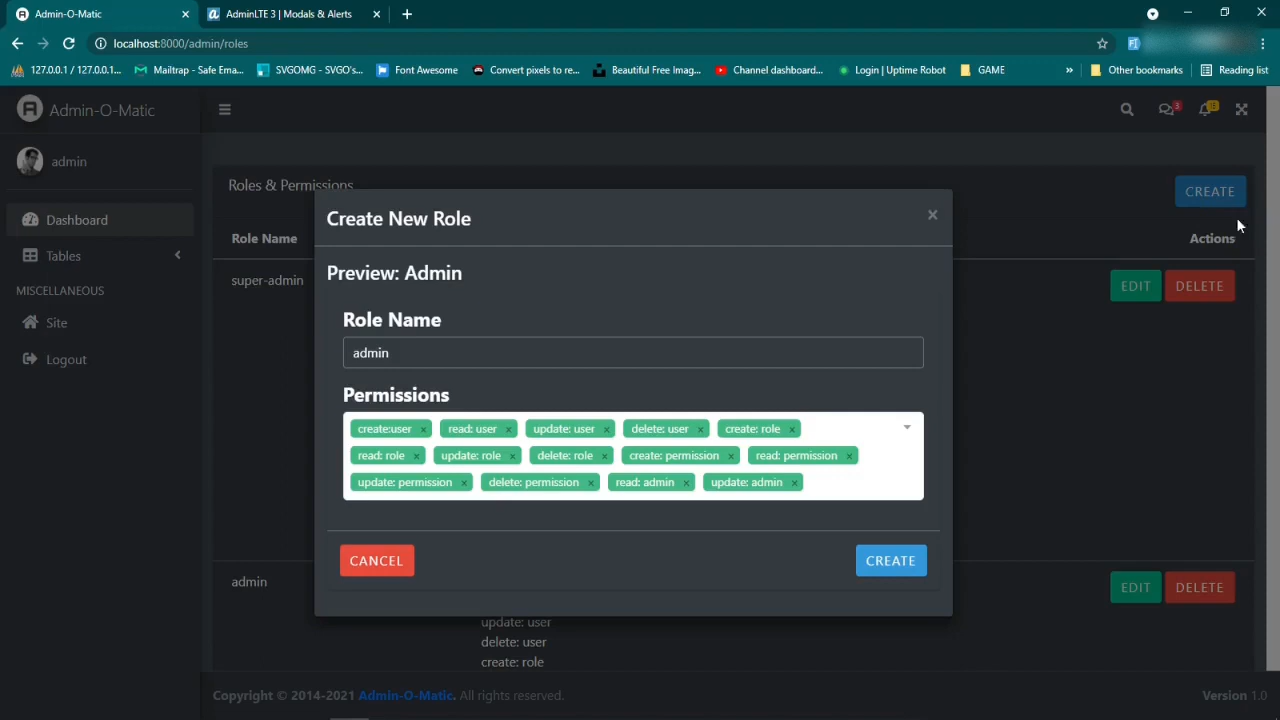 Admin-O-Matic
AdminLTE 3 | Modals & Alerts
localhost:8000/admin/roles
127.0.0.1 / 127.0.0.1...
Mailtrap - Safe Ema...
SVGOMG - SVGO's...
Font Awesome
Convert pixels to re...
Beautiful Free Imag...
Channel dashboard...
Login | Uptime Robot
GAME
»
Other bookmarks
Reading list
Admin-O-Matic
3
15
admin
Dashboard
Tables
MISCELLANEOUS
Site
Logout
Roles & Permissions
CREATE
Role Name
Actions
super-admin
EDIT DELETE
Create New Role
×
Preview: Admin
Role Name
admin
Permissions
create:user × read: user × update: user × delete: user × create: role ×
read: role × update: role × delete: role × create: permission × read: permission ×
update: permission × delete: permission × read: admin × update: admin ×
CANCEL CREATE
admin
EDIT DELETE
update: user
delete: user
create: role
Copyright © 2014-2021 Admin-O-Matic. All rights reserved.
Version 1.0